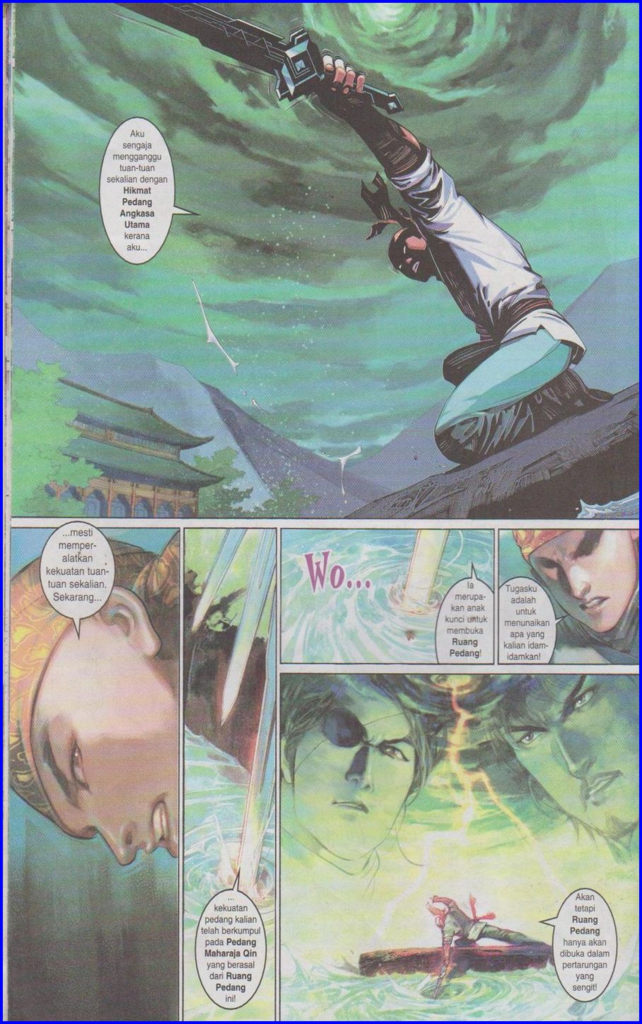 Aku
sengaja
mengganggu
tuan-tuan
sekalian dengan
Hikmat
Pedang
Angkasa
Utama
kerana
aku...
...mesti
memper-
alatkan
kekuatan tuan-
tuan sekalian.
Sekarang...
...
kekuatan
pedang kalian
telah berkumpul
pada Pedang
Maharaja Qin
yang berasal
dari Ruang
Pedang
ini!
Wo...
Ia
merupa-
kan anak
kunci untuk
membuka
Ruang
Pedang!
Tugasku
adalah
untuk
menunaikan
apa yang
kalian idam-
idamkan!
Akan
tetapi
Ruang
Pedang
hanya akan
dibuka dalam
pertarungan
yang
sengit!